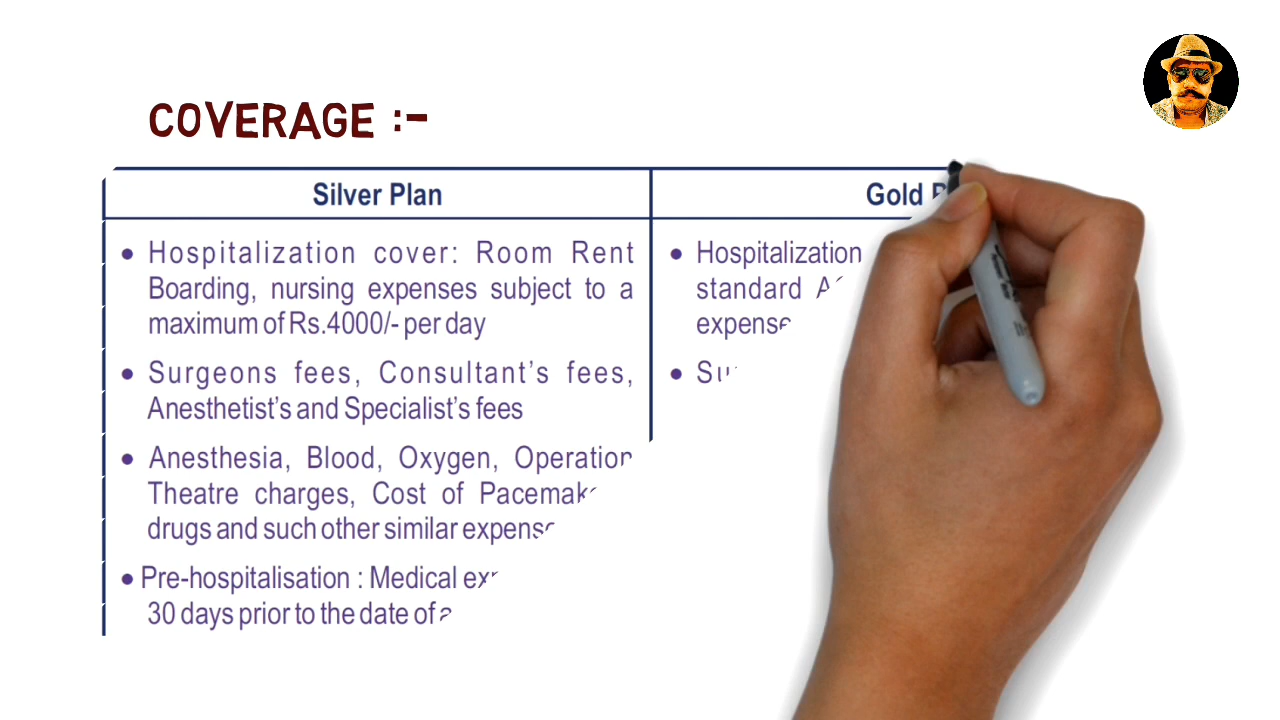 COVERAGE :-
Silver Plan
Gold
• Hospitalization cover: Room Rent
Boarding, nursing expenses subject to a
maximum of Rs.4000/- per day
• Surgeons fees, Consultant's fees,
Anesthetist's and Specialist's fees
• Anesthesia, Blood, Oxygen, Operation
Theatre charges, Cost of
drugs and such other similar
• Pre-hospitalisation : Medical
30 days prior to the date of
• Hospitalization
standard